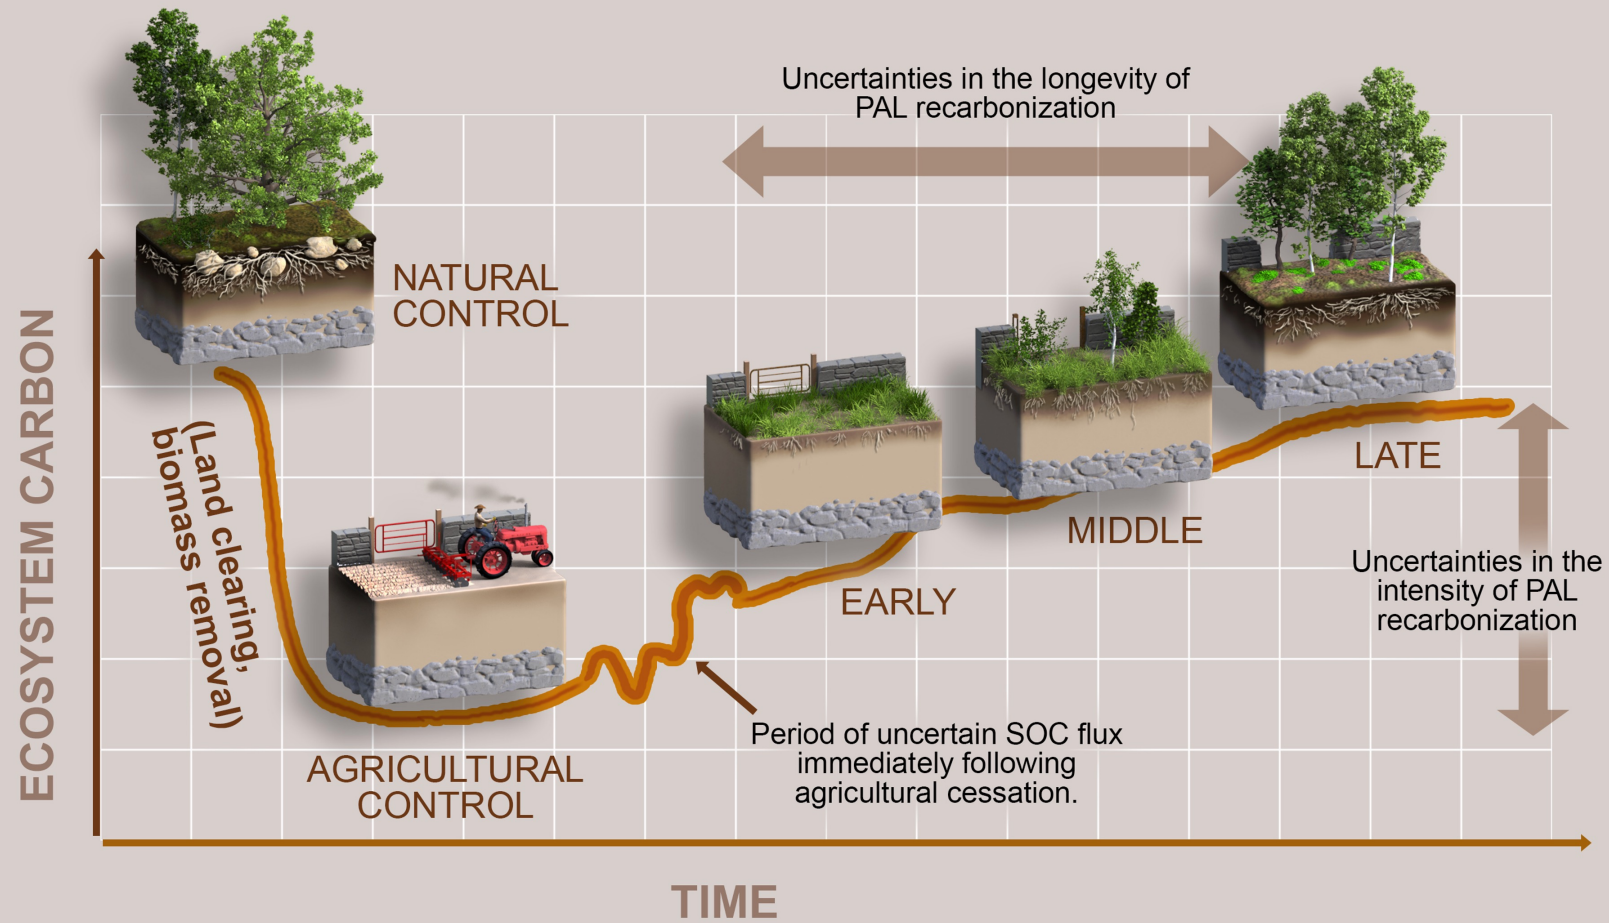 Uncertainties in the longevity of
PAL recarbonization
NATURAL
CONTROL
ECOSYSTEM CARBON
(Land clearing,
biomass removal)
LATE
MIDDLE
EARLY
Uncertainties in the
intensity of PAL
recarbonization
Period of uncertain SOC flux
immediately following
agricultural cessation.
AGRICULTURAL
CONTROL
TIME